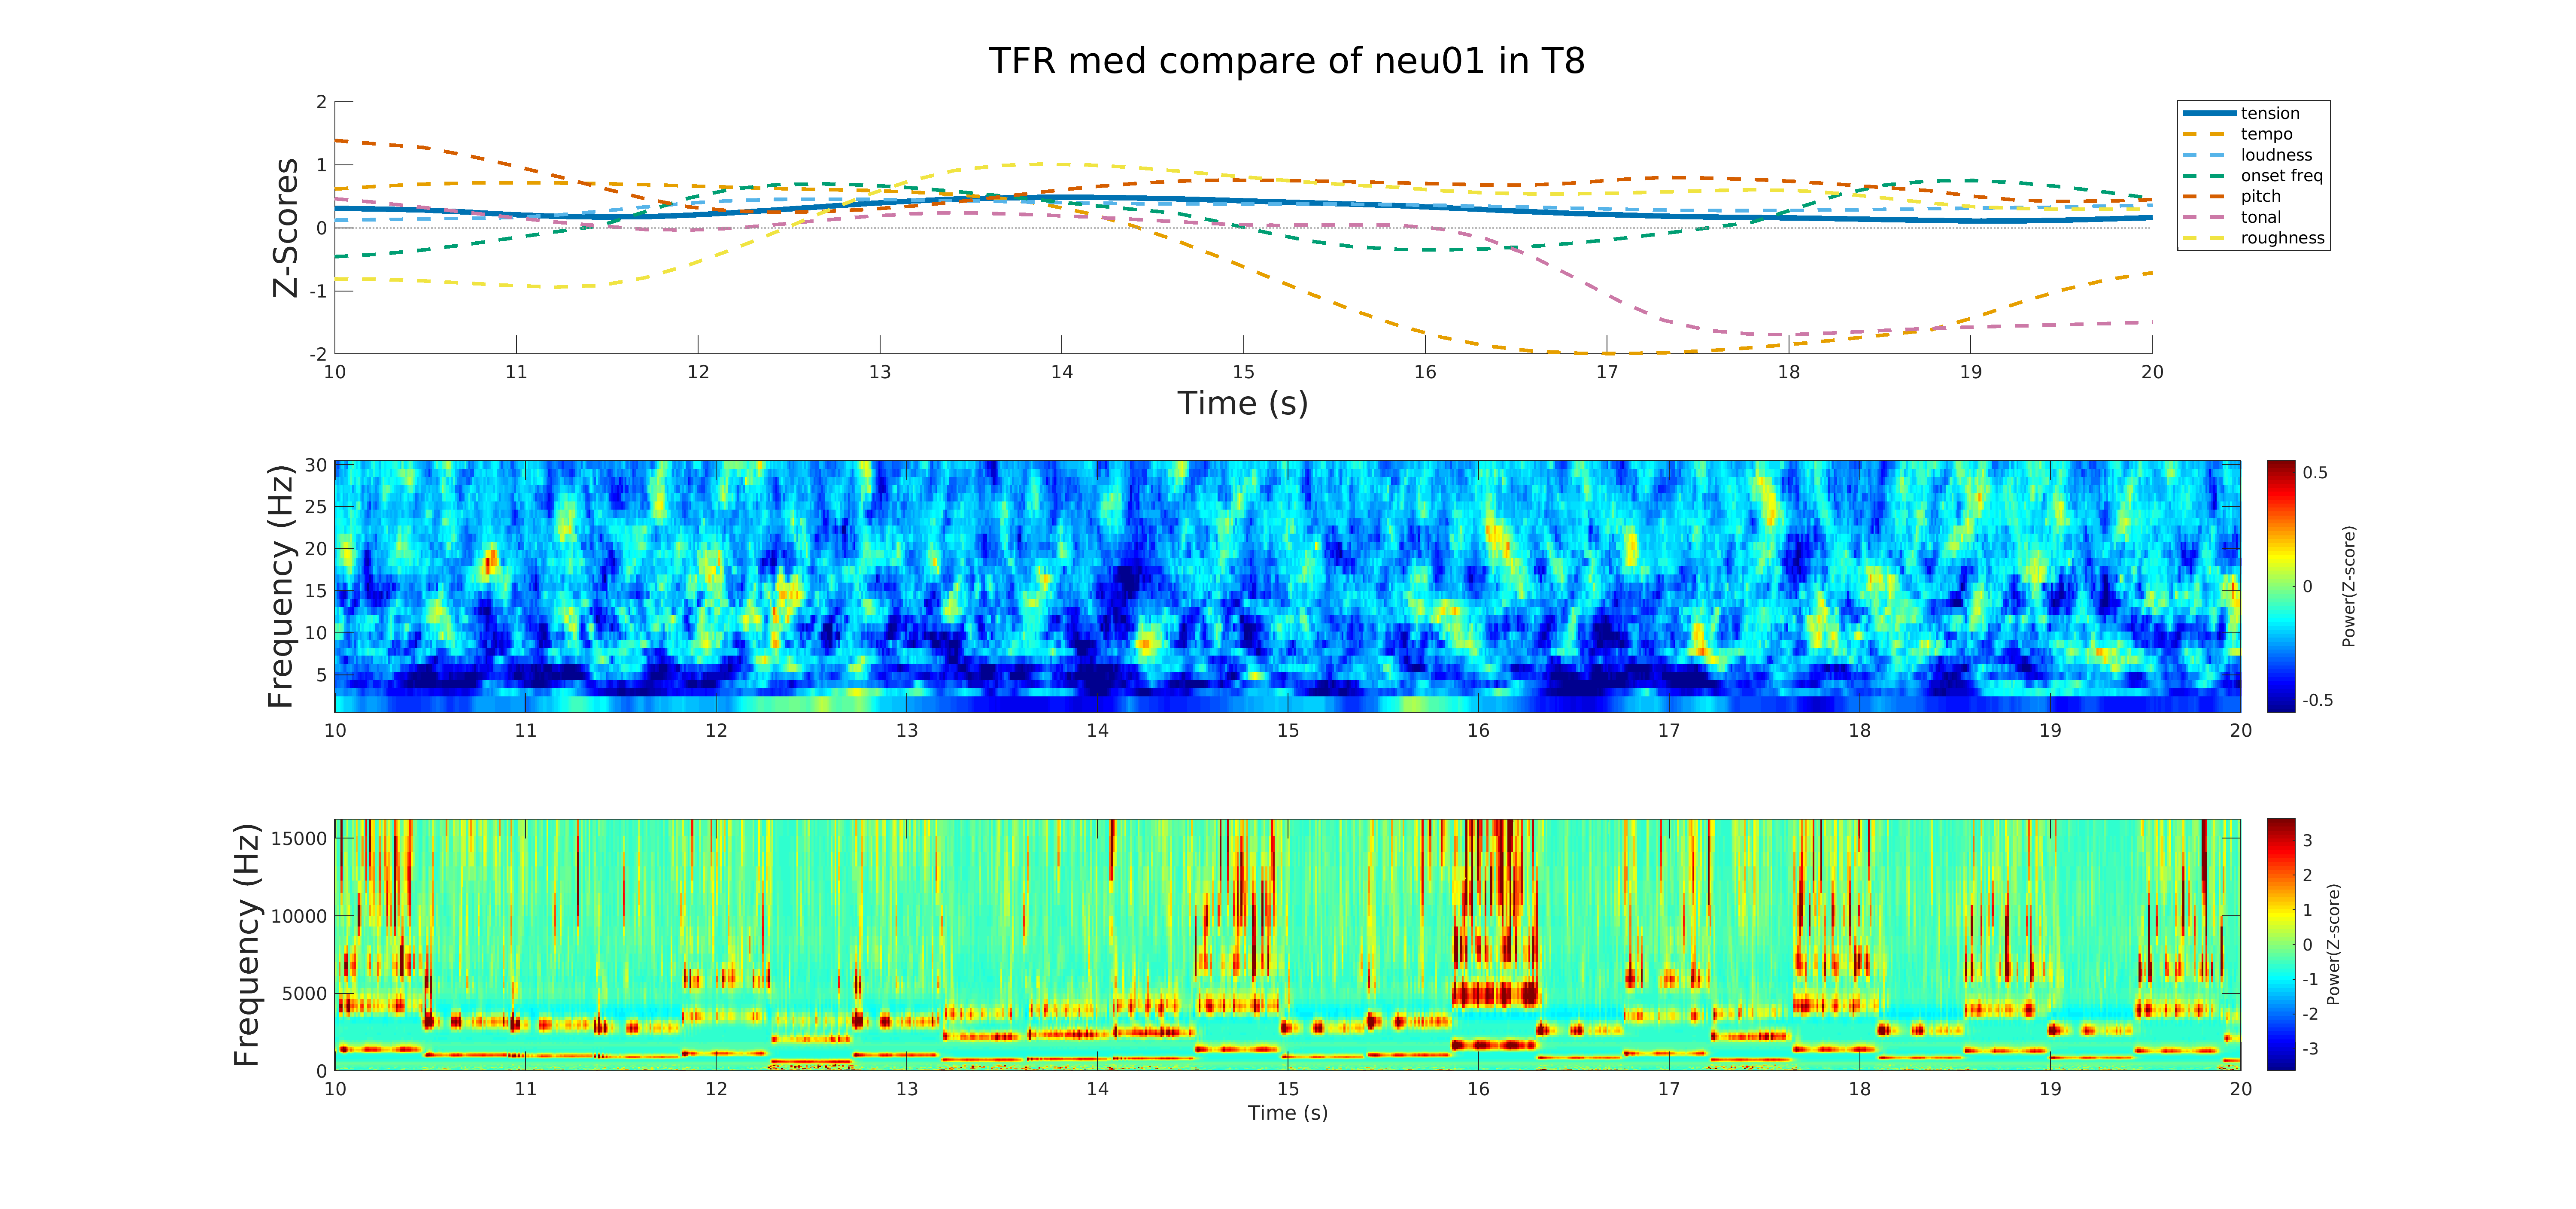 TFR med compare of neu01 in T8
Z-Scores
2
1
0
-1
-2
10 11 12 13 14 15 16 17 18 19 20
Time (s)
tension
tempo
loudness
onset freq
pitch
tonal
roughness
Frequency (Hz)
30
25
20
15
10
5
10 11 12 13 14 15 16 17 18 19 20
0.5
0
-0.5
Power(Z-score)
Frequency (Hz)
15000
10000
5000
0
10 11 12 13 14 15 16 17 18 19 20
Time (s)
3
2
1
0
-1
-2
-3
Power(Z-score)